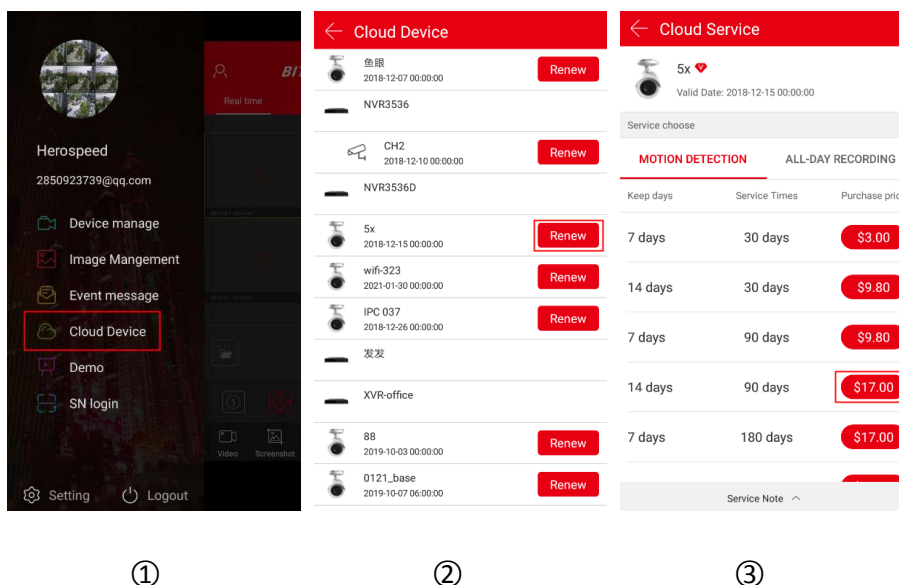 Herospeed
2850923739@qq.com
Device manage
Image Mangement
Event message
Cloud Device
Demo
SN login
Setting
Logout
BI
Real time
Video
Screenshot
①
Cloud Device
鱼眼
2018-12-07 00:00:00
Renew
NVR3536
CH2
2018-12-10 00:00:00
Renew
NVR3536D
5x
2018-12-15 00:00:00
Renew
wifi-323
2021-01-30 00:00:00
Renew
IPC 037
2018-12-26 00:00:00
Renew
发发
XVR-office
88
2019-10-03 00:00:00
Renew
0121_base
2019-10-07 06:00:00
Renew
②
Cloud Service
5x
Valid Date: 2018-12-15 00:00:00
Service choose
MOTION DETECTION ALL-DAY RECORDING
Keep days Service Times Purchase pric
7 days 30 days $3.00
14 days 30 days $9.80
7 days 90 days $9.80
14 days 90 days $17.00
7 days 180 days $17.00
Service Note
③